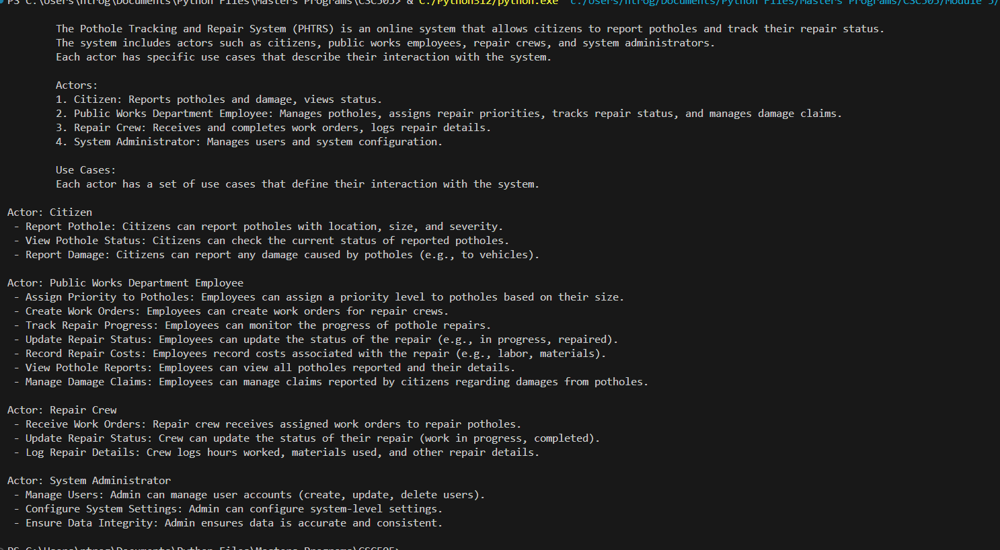 PS C:\Users\ntrog\Documents\Python Files\Masters Programs\CSC505> & C:/Python312/python.exe "c:/Users/ntrog/Documents/Python Files/Masters Programs/CSC505/Module 5/
The Pothole Tracking and Repair System (PHTRS) is an online system that allows citizens to report potholes and track their repair status.
The system includes actors such as citizens, public works employees, repair crews, and system administrators.
Each actor has specific use cases that describe their interaction with the system.
Actors:
1. Citizen: Reports potholes and damage, views status.
2. Public Works Department Employee: Manages potholes, assigns repair priorities, tracks repair status, and manages damage claims.
3. Repair Crew: Receives and completes work orders, logs repair details.
4. System Administrator: Manages users and system configuration.
Use Cases:
Each actor has a set of use cases that define their interaction with the system.
Actor: Citizen
- Report Pothole: Citizens can report potholes with location, size, and severity.
- View Pothole Status: Citizens can check the current status of reported potholes.
- Report Damage: Citizens can report any damage caused by potholes (e.g., to vehicles).
Actor: Public Works Department Employee
- Assign Priority to Potholes: Employees can assign a priority level to potholes based on their size.
- Create Work Orders: Employees can create work orders for repair crews.
- Track Repair Progress: Employees can monitor the progress of pothole repairs.
- Update Repair Status: Employees can update the status of the repair (e.g., in progress, repaired).
- Record Repair Costs: Employees record costs associated with the repair (e.g., labor, materials).
- View Pothole Reports: Employees can view all potholes reported and their details.
- Manage Damage Claims: Employees can manage claims reported by citizens regarding damages from potholes.
Actor: Repair Crew
- Receive Work Orders: Repair crew receives assigned work orders to repair potholes.
- Update Repair Status: Crew can update the status of their repair (work in progress, completed).
- Log Repair Details: Crew logs hours worked, materials used, and other repair details.
Actor: System Administrator
- Manage Users: Admin can manage user accounts (create, update, delete users).
- Configure System Settings: Admin can configure system-level settings.
- Ensure Data Integrity: Admin ensures data is accurate and consistent.
PS C:\Users\ntrog\Documents\Python Files\Masters Programs\CSC505>